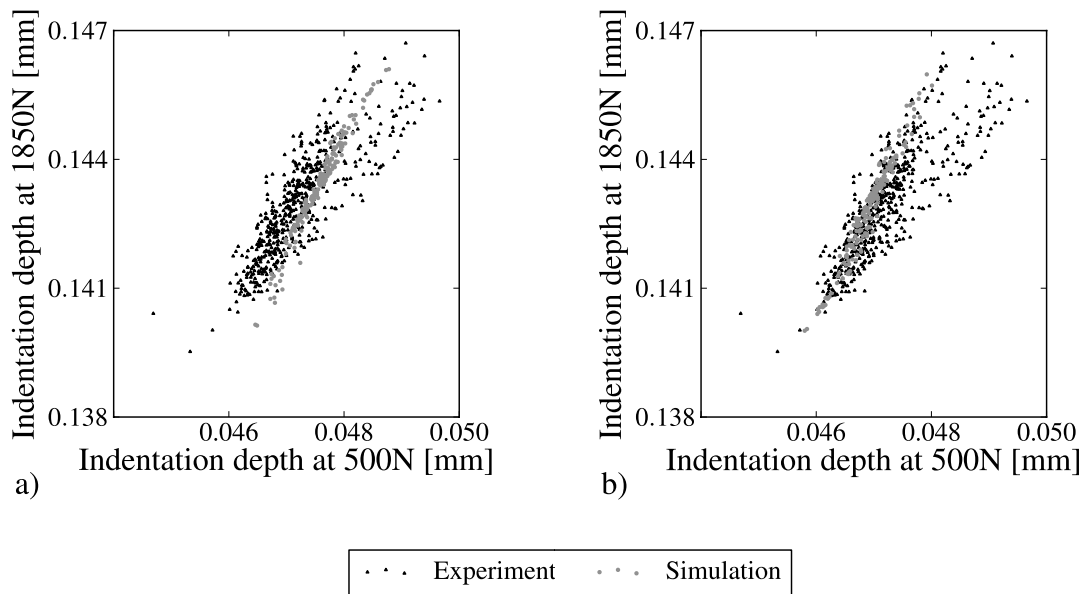 0.147
0.144
0.141
0.138
0.046 0.048 0.050
Indentation depth at 500N [mm]
Indentation depth at 1850N [mm]
a)
0.147
0.144
0.141
0.138
0.046 0.048 0.050
Indentation depth at 500N [mm]
Indentation depth at 1850N [mm]
b)
Experiment Simulation